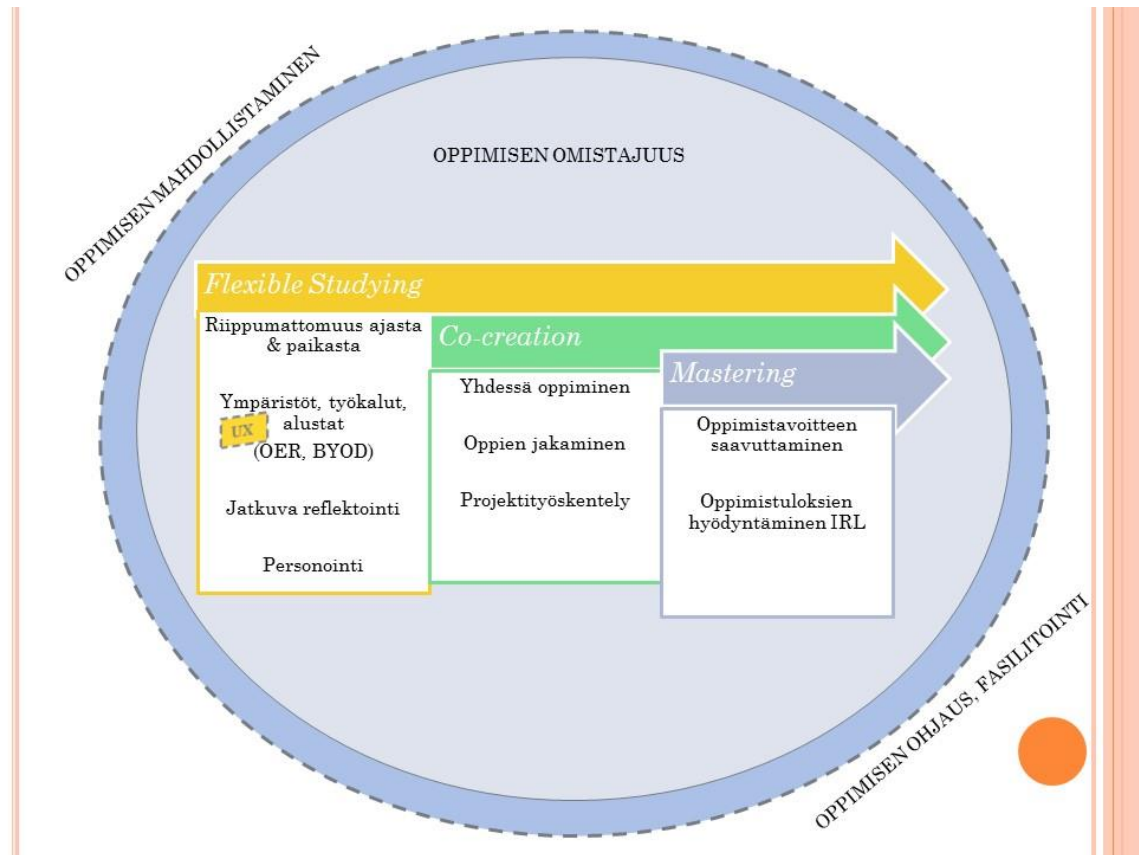 OPPIMISEN MAHDOLLISTAMINEN
OPPIMISEN OMISTAJUUS
Flexible Studying
Riippumattomuus ajasta
& paikasta
Ympäristöt, työkalut,
alustat
UX
(OER, BYOD)
Jatkuva reflektointi
Personointi
Co-creation
Yhdessä oppiminen
Oppien jakaminen
Projektityöskentely
Mastering
Oppimistavoitteen
saavuttaminen
Oppimistuloksien
hyödyntäminen IRL
OPPIMISEN OHJAUS, FASILITOINTI